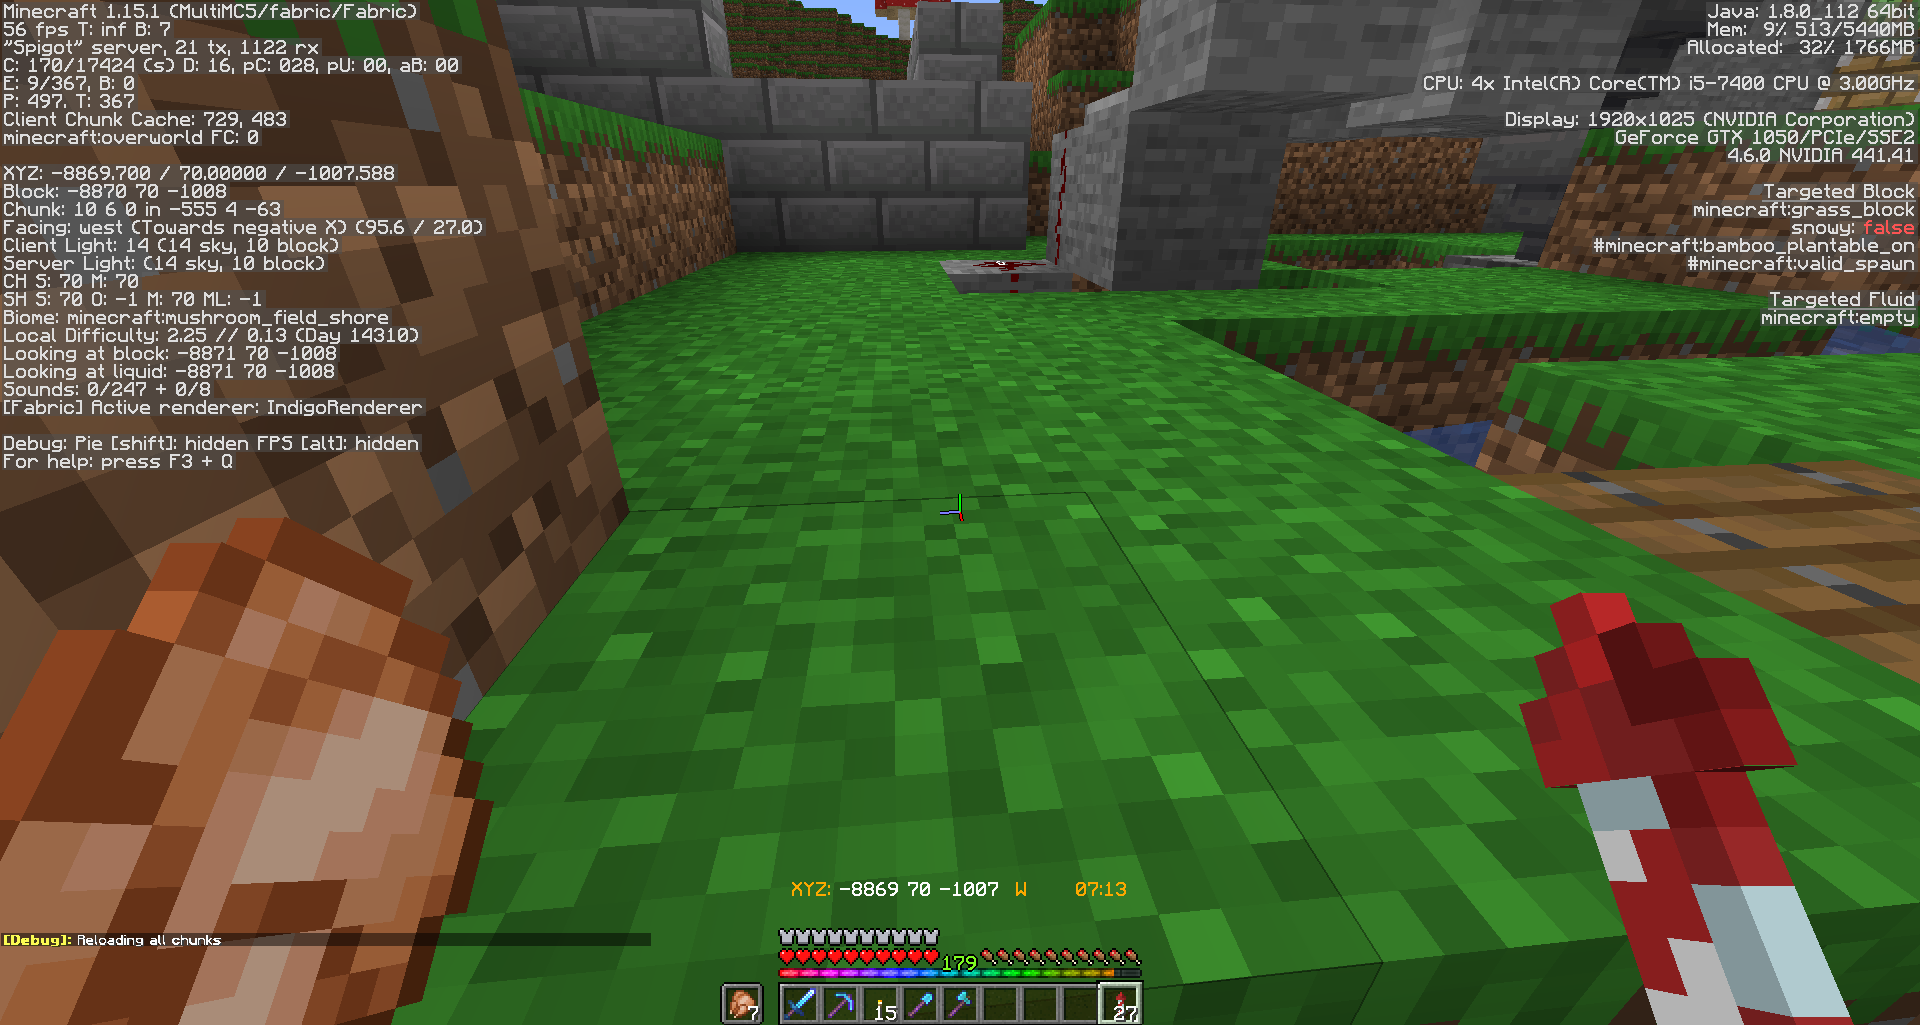 Minecraft 1.15.1 (MultiMC5/fabric/Fabric)
56 fps T: inf B: 7
"Spigot" server, 21 tx, 1122 rx
C: 170/17424 (s) D: 16, pC: 028, pU: 00, aB: 00
E: 9/367, B: 0
P: 497. T: 367
Client Chunk Cache: 729, 483
minecraft:overworld FC: 0
XYZ: -8869.700 / 70.00000 / -1007.588
Block: -8870 70 -1008
Chunk: 10 6 0 in -555 4 -63
Facing: west (Towards negative X) (95.6 / 27.0)
Client Light: 14 (14 sky, 10 block)
Server Light: (14 sky, 10 block)
CH S: 70 M: 70
SH S: 70 O: -1 M: 70 ML: -1
Biome: minecraft:mushroom_field_shore
Local Difficulty: 2.25 // 0.13 (Day 14310)
Looking at block: -8871 70 -1008
Looking at liquid: -8871 70 -1008
Sounds: 0/247 + 0/8
[Fabric] Active renderer: IndigoRenderer
Debug: Pie [shift]: hidden FPS [alt]: hidden
For help: press F3 + Q
Java: 1.8.0_112 64bit
Mem: 9% 513/5440MB
Allocated: 32% 1766MB
CPU: 4x Intel(R) Core(TM) i5-7400 CPU @ 3.00GHz
Display: 1920x1025 (NVIDIA Corporation)
GeForce GTX 1050/PCIe/SSE2
4.6.0 NVIDIA 441.41
Targeted Block
minecraft:grass_block
snowy: false
#minecraft:bamboo_plantable_on
#minecraft:valid_spawn
Targeted Fluid
minecraft:empty
XYZ: -8869 70 -1007 W 07:13
[Debug]: Reloading all chunks
179
7
15
27